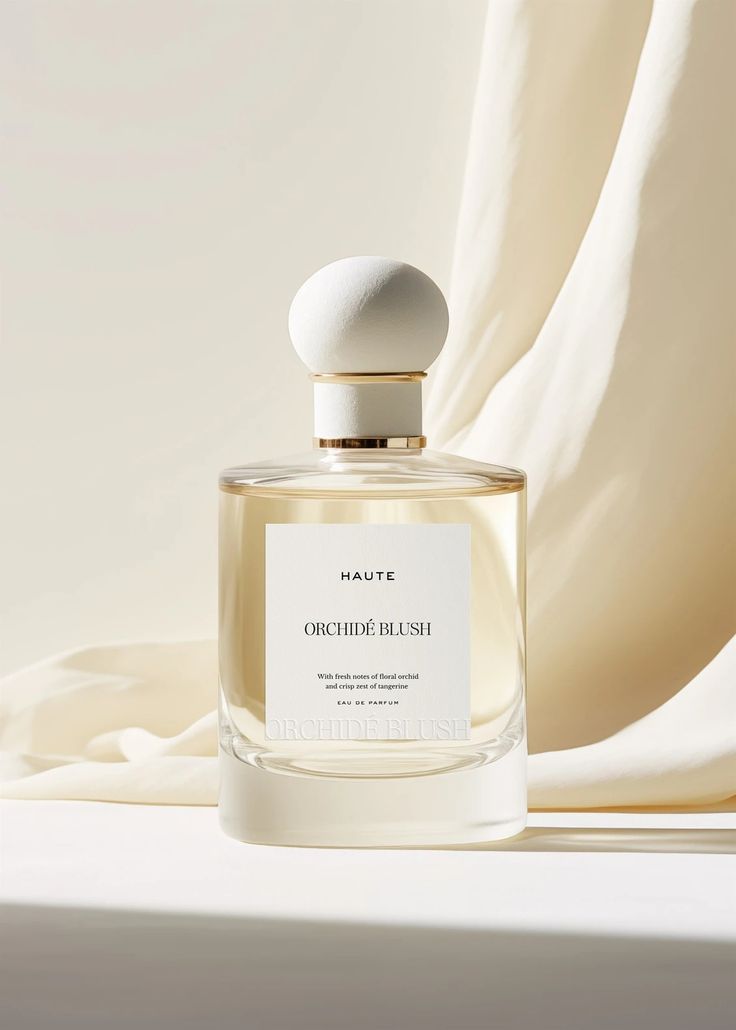 HAUTE
ORCHIDÉ BLUSH
With fresh notes of floral orchid
and crisp zest of tangerine
EAU DE PARFUM
ORCHIDÉ BLUSH